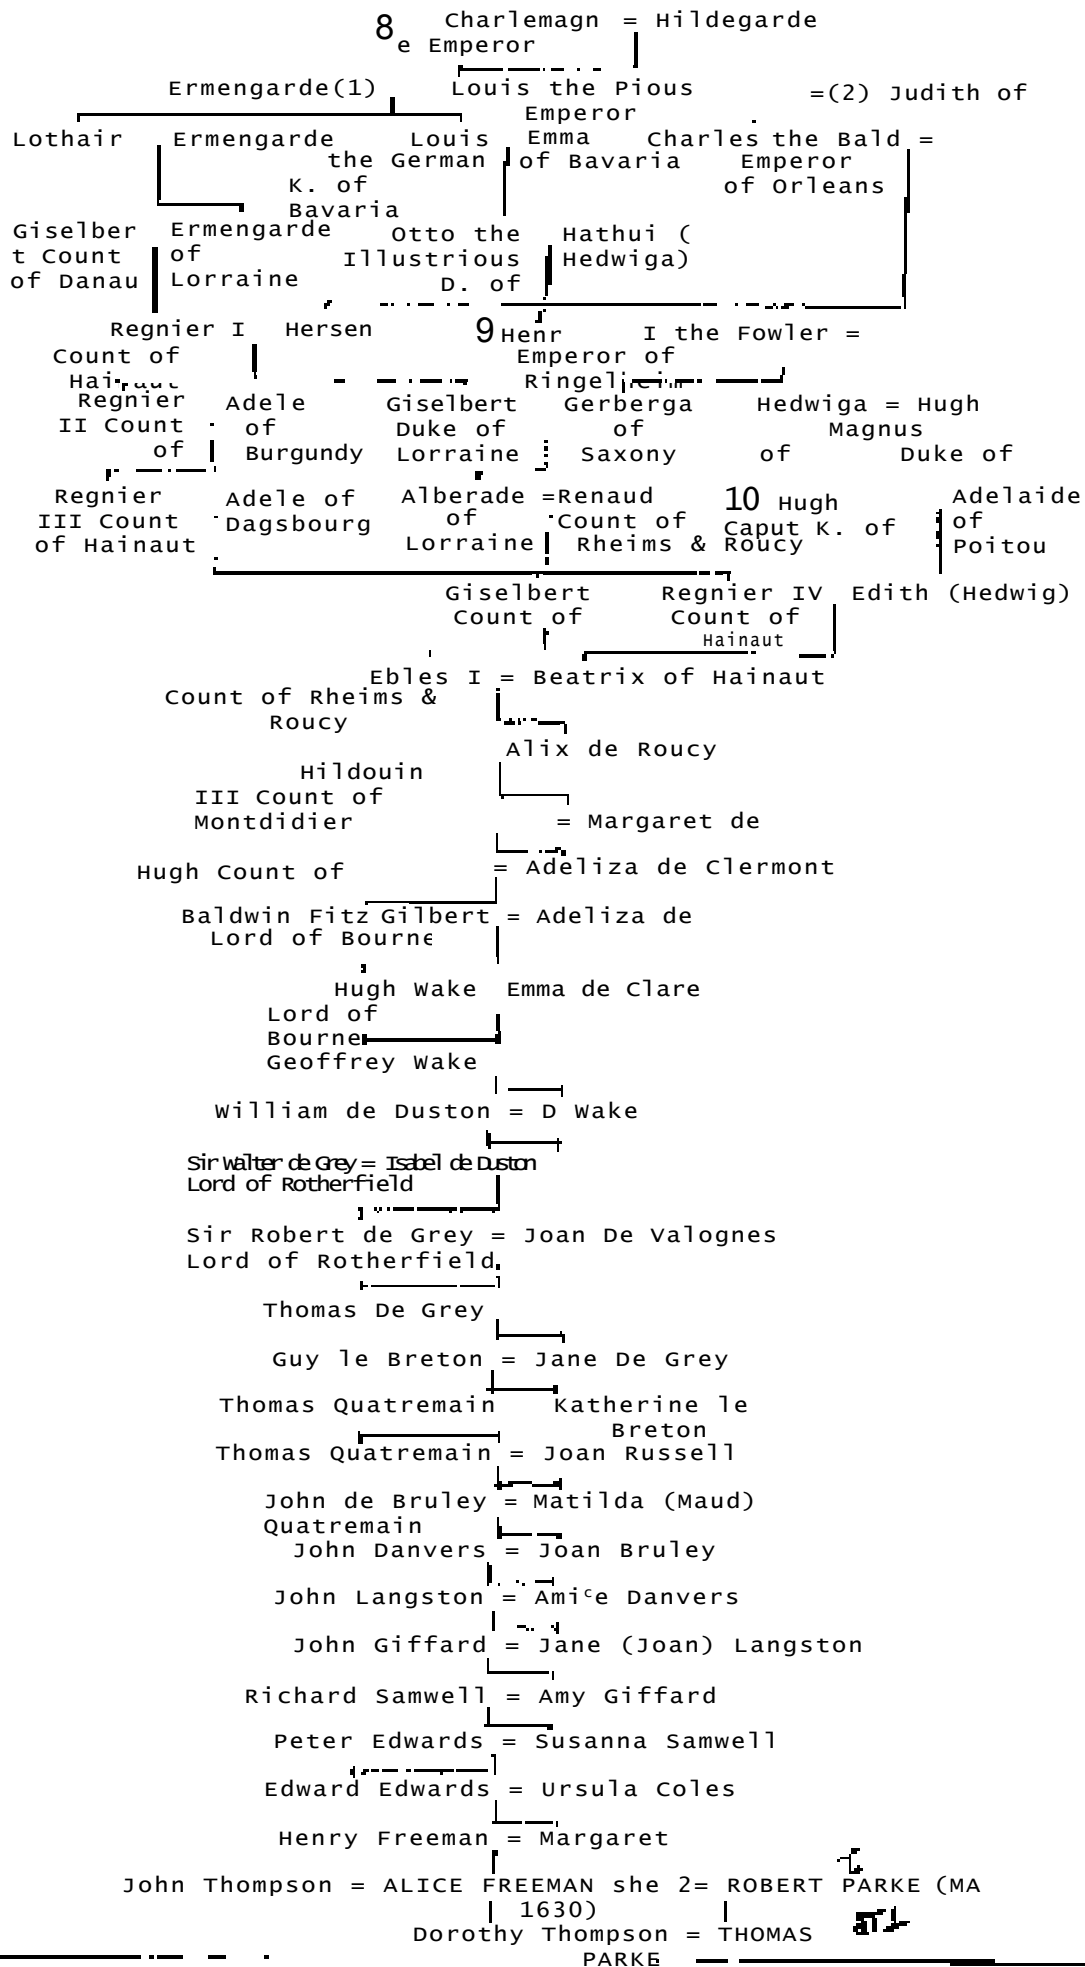 8 Charlemagn = Hildegarde
e Emperor
Ermengarde(1) Louis the Pious =(2) Judith of
Emperor
Lothair Ermengarde Louis Emma Charles the Bald =
the German of Bavaria Emperor
K. of of Orleans
Bavaria
Giselber Ermengarde Otto the Hathui (
t Count of Illustrious Hedwiga)
of Danau Lorraine D. of
Regnier I Hersen 9 Henr I the Fowler =
Count of Emperor of
Hainaut Ringelheim
Regnier Adele Giselbert Gerberga Hedwiga = Hugh
II Count of Duke of of Magnus
of Burgundy Lorraine Saxony of Duke of
Regnier Adele of Alberade =Renaud 10 Hugh Adelaide
III Count Dagsbourg of Count of Caput K. of of
of Hainaut Lorraine Rheims & Roucy Poitou
Giselbert Regnier IV Edith (Hedwig)
Count of Count of
Hainaut
Ebles I = Beatrix of Hainaut
Count of Rheims &
Roucy
Alix de Roucy
Hildouin
III Count of
Montdidier = Margaret de
Hugh Count of = Adeliza de Clermont
Baldwin Fitz Gilbert = Adeliza de
Lord of Bourne
Hugh Wake Emma de Clare
Lord of
Bourne
Geoffrey Wake
William de Duston = D Wake
Sir Walter de Grey = Isabel de Duston
Lord of Rotherfield
Sir Robert de Grey = Joan De Valognes
Lord of Rotherfield
Thomas De Grey
Guy le Breton = Jane De Grey
Thomas Quatremain Katherine le
Breton
Thomas Quatremain = Joan Russell
John de Bruley = Matilda (Maud)
Quatremain
John Danvers = Joan Bruley
John Langston = Amice Danvers
John Giffard = Jane (Joan) Langston
Richard Samwell = Amy Giffard
Peter Edwards = Susanna Samwell
Edward Edwards = Ursula Coles
Henry Freeman = Margaret
John Thompson = ALICE FREEMAN she 2= ROBERT PARKE (MA
1630)
Dorothy Thompson = THOMAS
PARKE